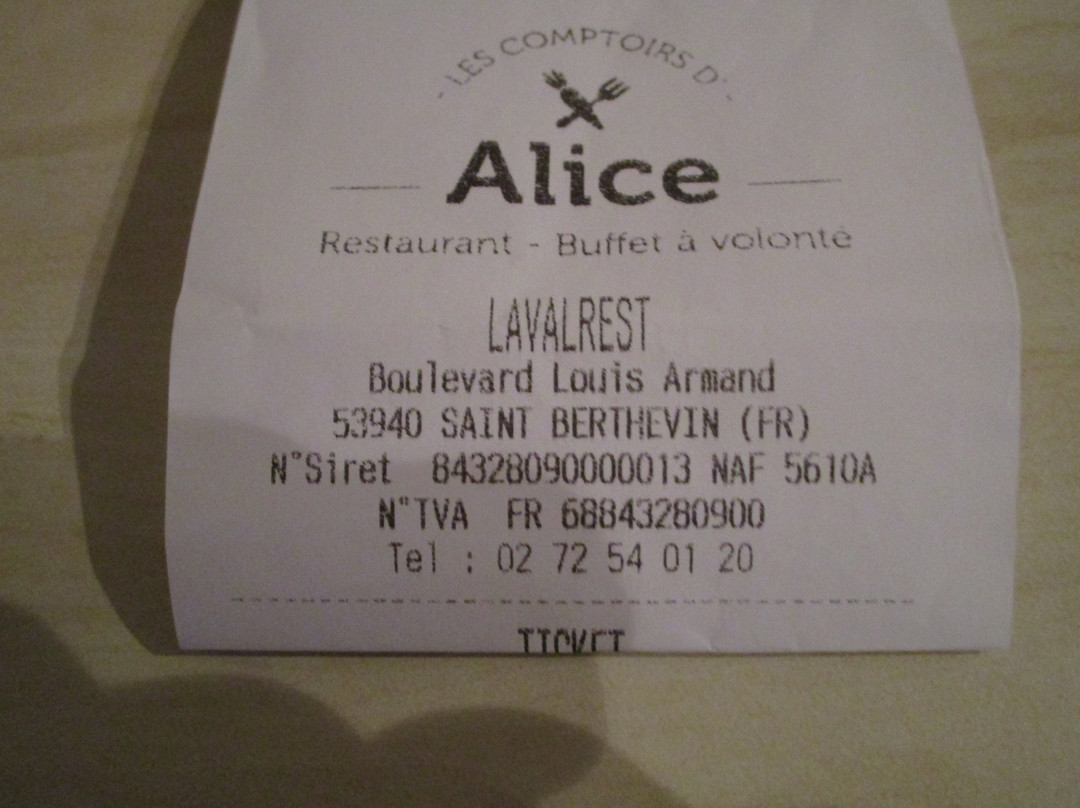 - LES COMPTOIRS D' -
Alice
Restaurant - Buffet à volonté
LAVALREST
Boulevard Louis Armand
53940 SAINT BERTHEVIN (FR)
N°Siret 84328090000013 NAF 5610A
N°TVA FR 68843280900
Tel : 02 72 54 01 20
TICKET